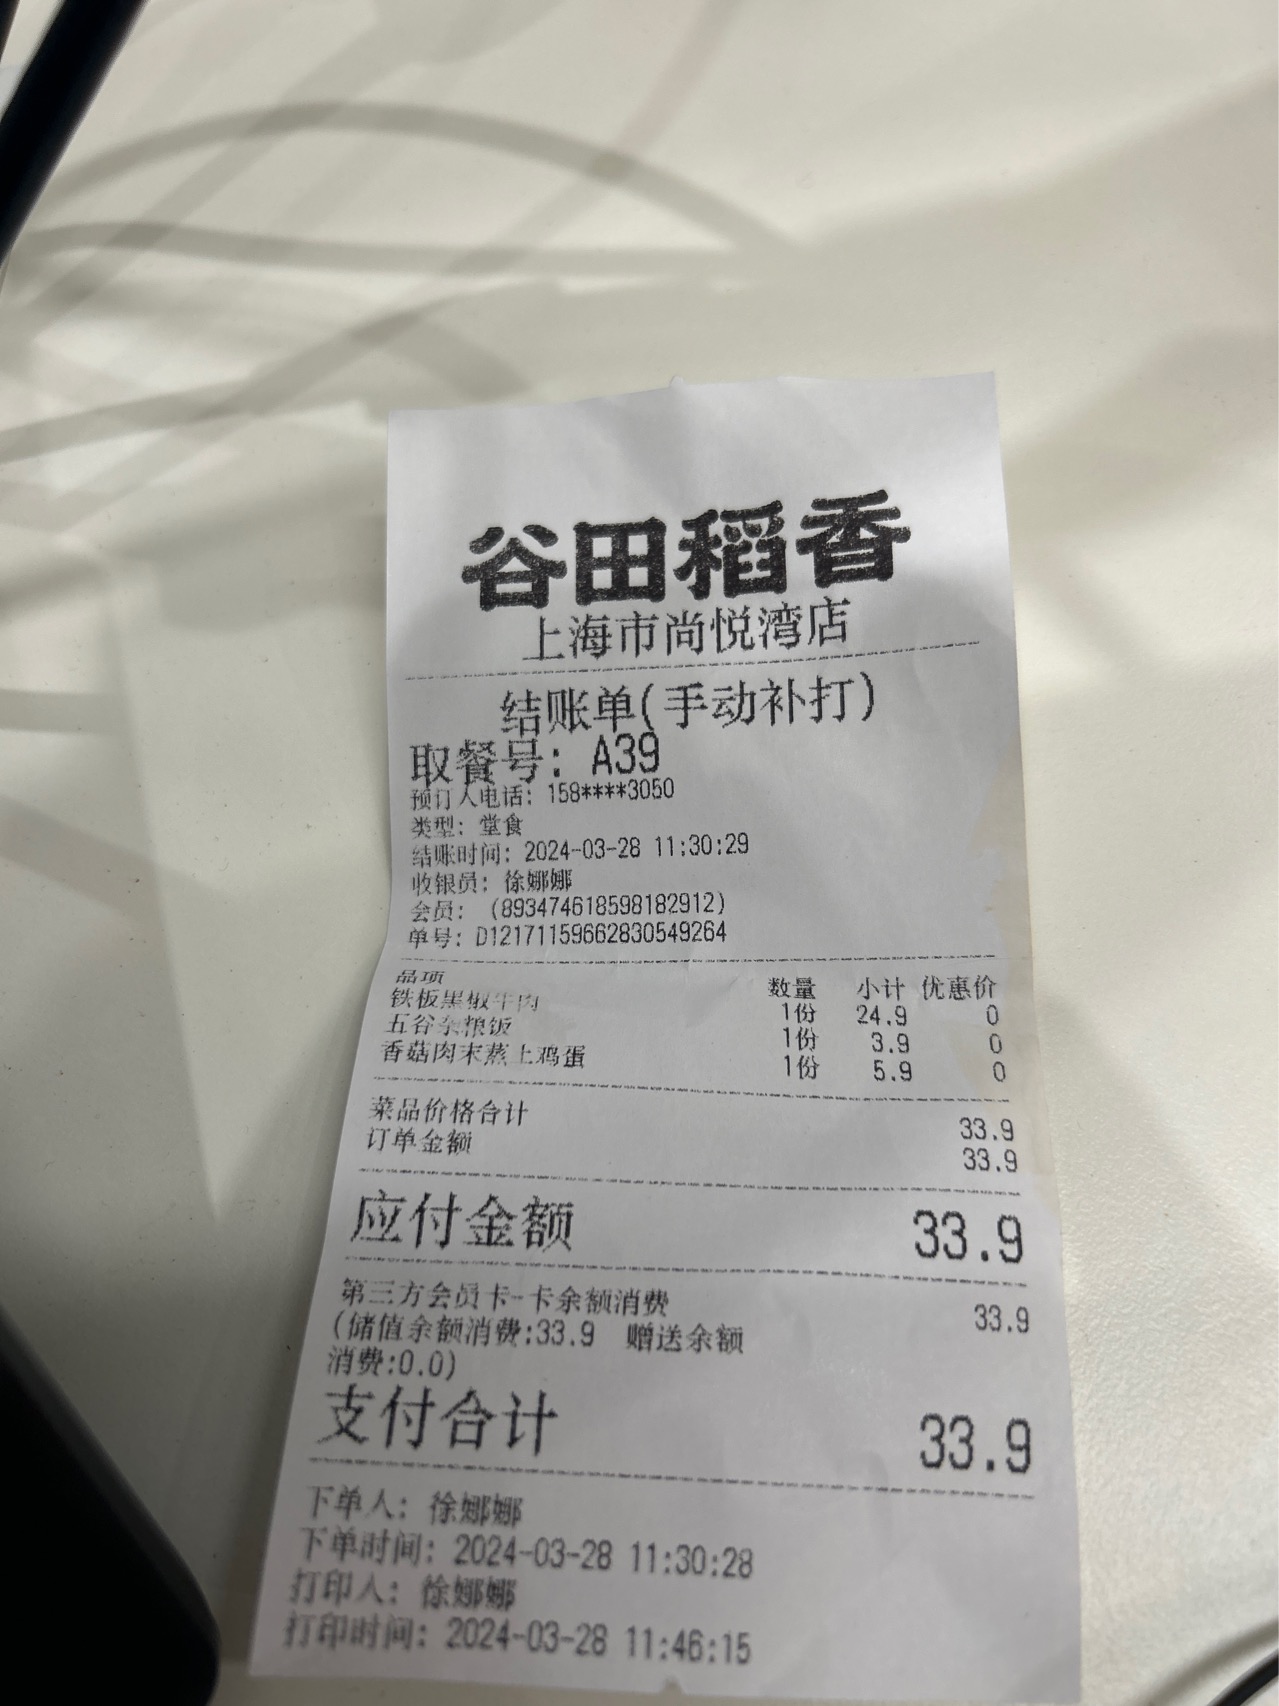 谷田稻香
上海市尚悦湾店
结账单(手动补打)
取餐号: A39
预订人电话: 158****3050
类型: 堂食
结账时间: 2024-03-28 11:30:29
收银员: 徐娜娜
会员: (893474618598182912)
单号: D12171159662830549264
品项 数量 小计 优惠价
铁板黑椒牛肉 1份 24.9 0
五谷杂粮饭 1份 3.9 0
香菇肉末蒸土鸡蛋 1份 5.9 0
菜品价格合计 33.9
订单金额 33.9
应付金额 33.9
第三方会员卡-卡余额消费 33.9
(储值余额消费:33.9 赠送余额
消费:0.0)
支付合计 33.9
下单人: 徐娜娜
下单时间: 2024-03-28 11:30:28
打印人: 徐娜娜
打印时间: 2024-03-28 11:46:15